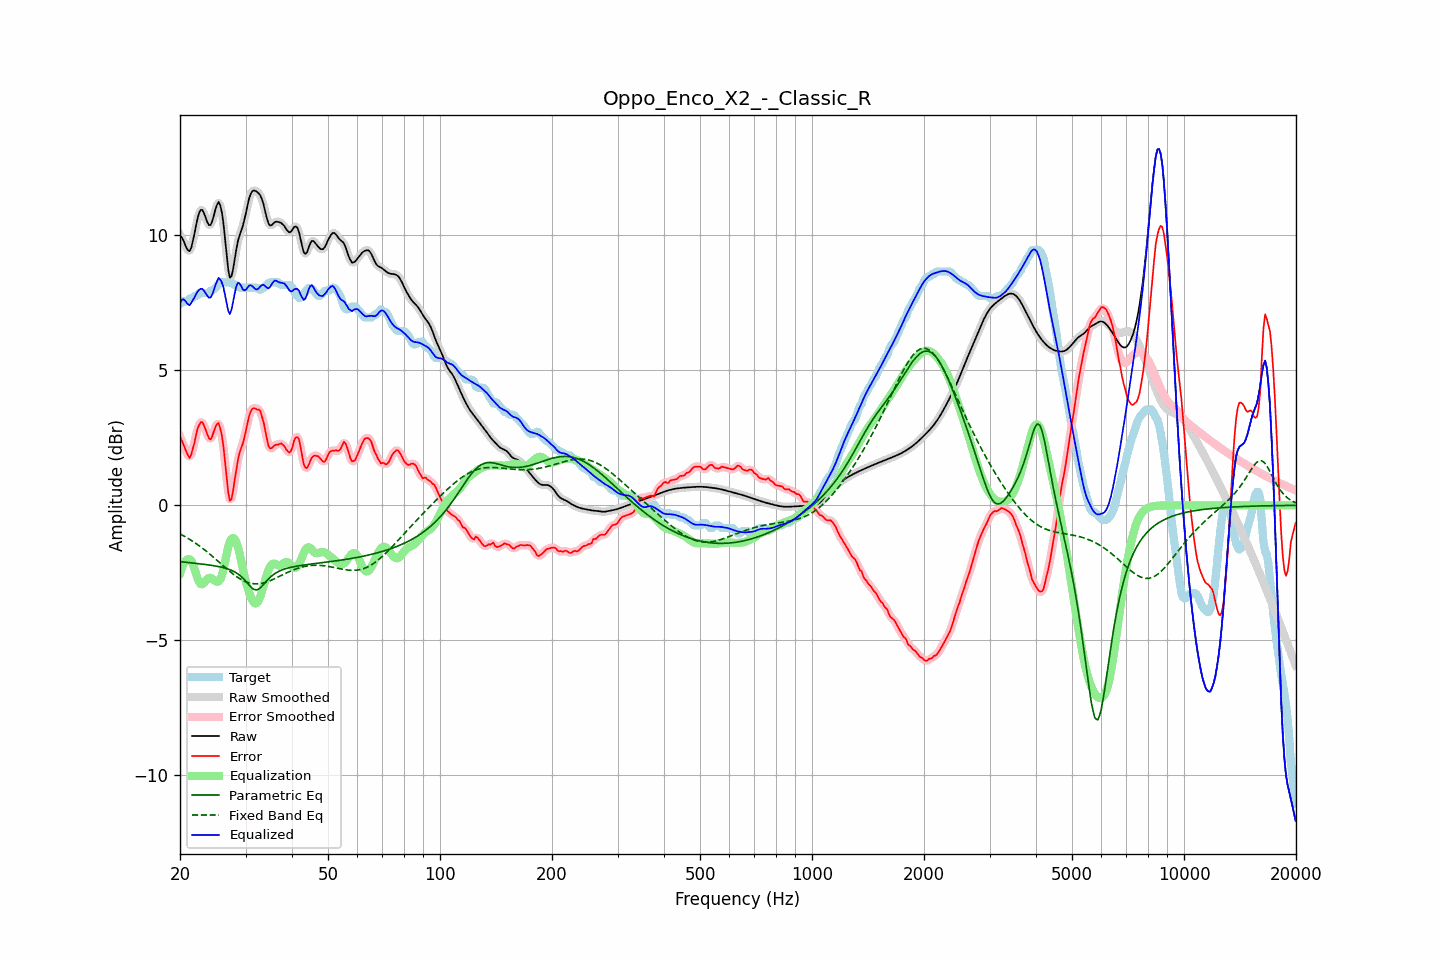 Oppo_Enco_X2_-_Classic_R
Amplitude (dBr)
10
5
0
−5
−10
Target
Raw Smoothed
Error Smoothed
Raw
Error
Equalization
Parametric Eq
Fixed Band Eq
Equalized
20 50 100 200 500 1000 2000 5000 10000 20000
Frequency (Hz)